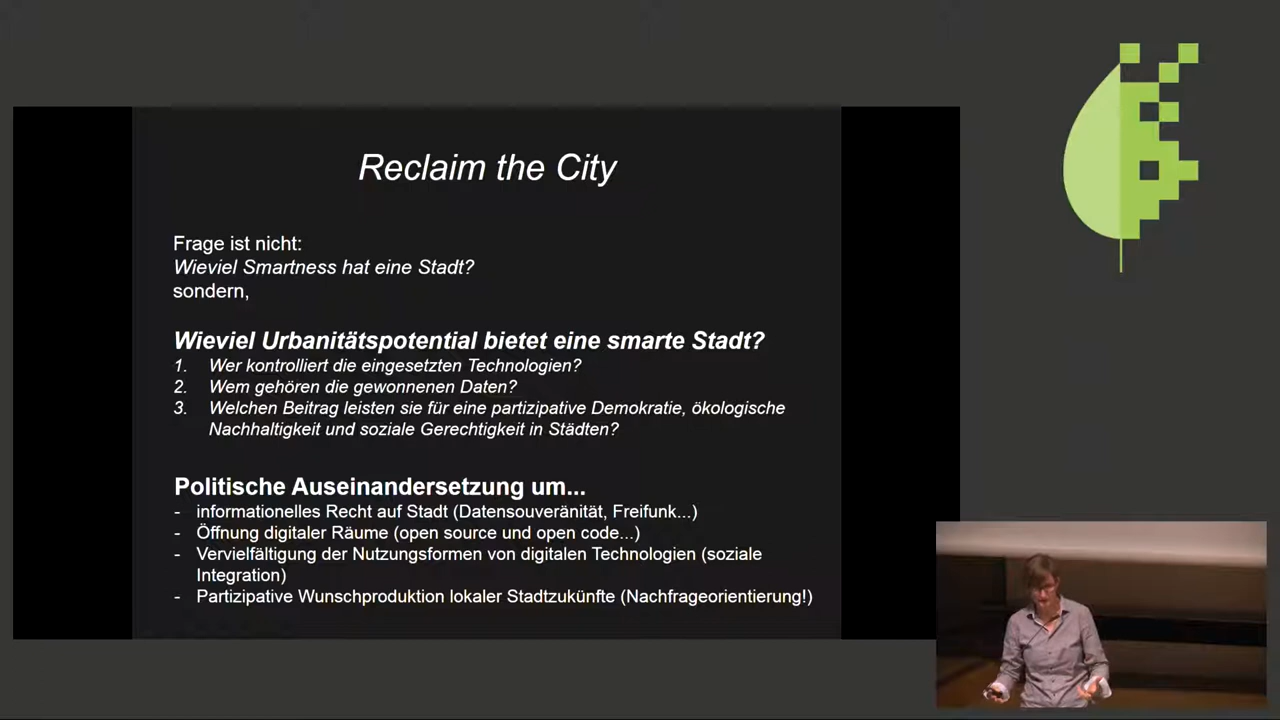 Reclaim the City
Frage ist nicht:
Wieviel Smartness hat eine Stadt?
sondern,
Wieviel Urbanitätspotential bietet eine smarte Stadt?
1. Wer kontrolliert die eingesetzten Technologien?
2. Wem gehören die gewonnenen Daten?
3. Welchen Beitrag leisten sie für eine partizipative Demokratie, ökologische
Nachhaltigkeit und soziale Gerechtigkeit in Städten?
Politische Auseinandersetzung um...
- informationelles Recht auf Stadt (Datensouveränität, Freifunk...)
- Öffnung digitaler Räume (open source und open code...)
- Vervielfältigung der Nutzungsformen von digitalen Technologien (soziale
Integration)
- Partizipative Wunschproduktion lokaler Stadtzukünfte (Nachfrageorientierung!)